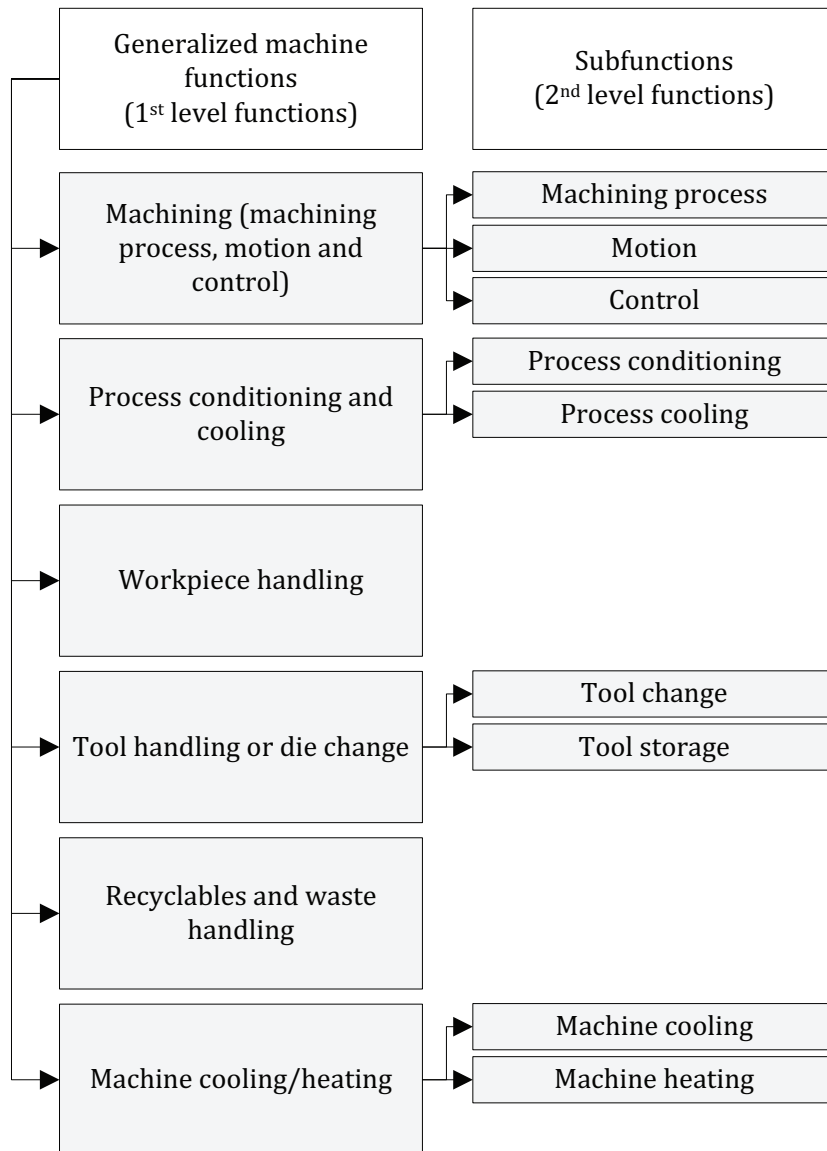 Generalized machine
functions
(1st level functions)
Subfunctions
(2nd level functions)
Machining (machining
process, motion and
control)
Machining process
Motion
Control
Process conditioning and
cooling
Process conditioning
Process cooling
Workpiece handling
Tool handling or die change
Tool change
Tool storage
Recyclables and waste
handling
Machine cooling/heating
Machine cooling
Machine heating